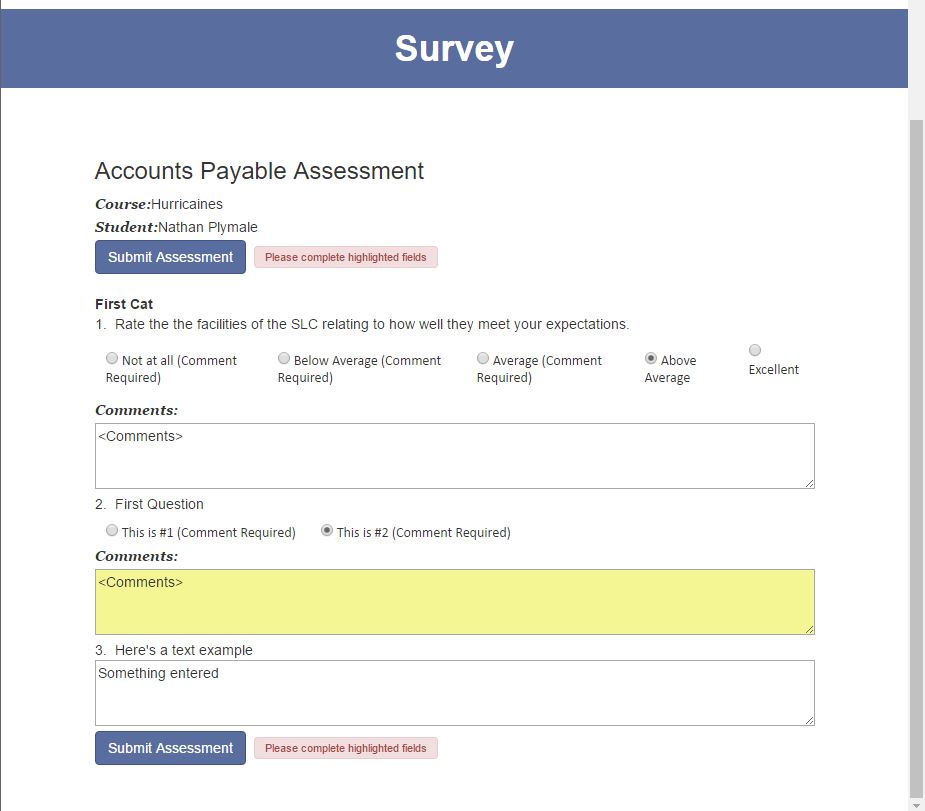 Survey
Accounts Payable Assessment
Course:Hurricaines
Student:Nathan Plymale
Submit Assessment Please complete highlighted fields
First Cat
1. Rate the the facilities of the SLC relating to how well they meet your expectations.
Not at all (Comment Required) Below Average (Comment Required) Average (Comment Required) Above Average Excellent
Comments:
<Comments>
2. First Question
This is #1 (Comment Required) This is #2 (Comment Required)
Comments:
<Comments>
3. Here's a text example
Something entered
Submit Assessment Please complete highlighted fields